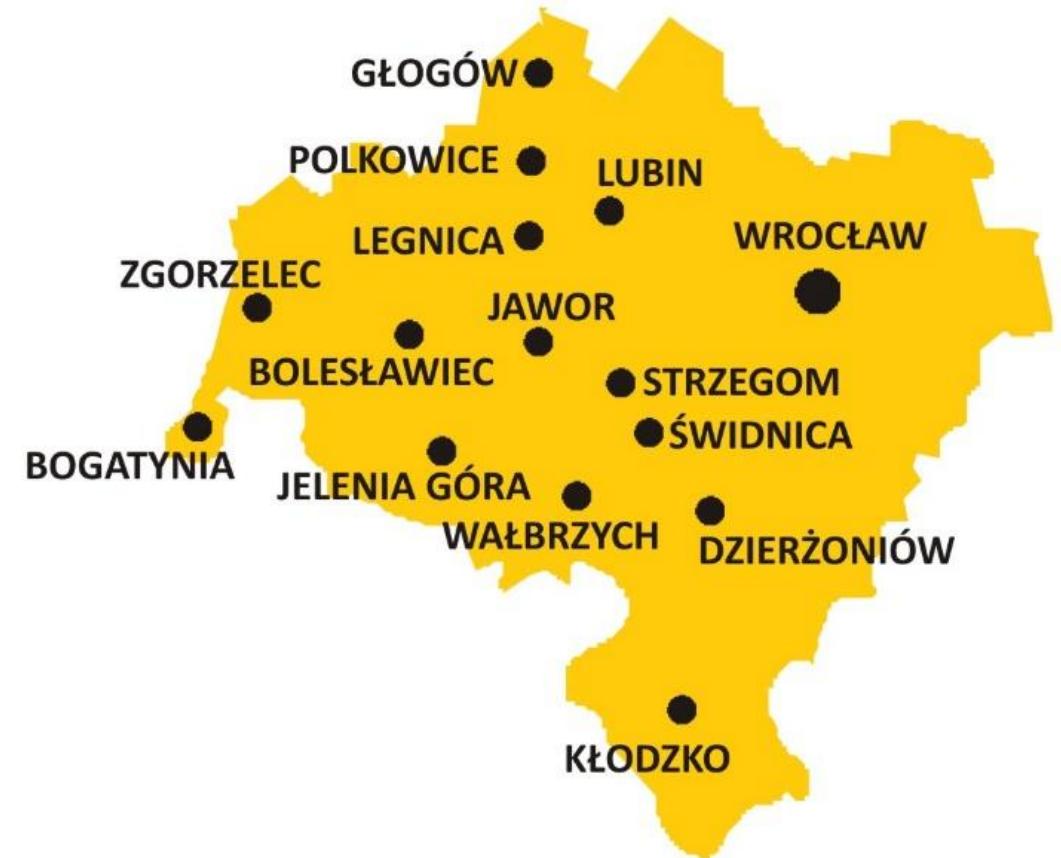 GŁOGÓW
POLKOWICE
LUBIN
LEGNICA
WROCŁAW
ZGORZELEC
JAWOR
BOLESŁAWIEC
STRZEGOM
ŚWIDNICA
BOGATYNIA
JELENIA GÓRA
WAŁBRZYCH
DZIERŻONIÓW
KŁODZKO